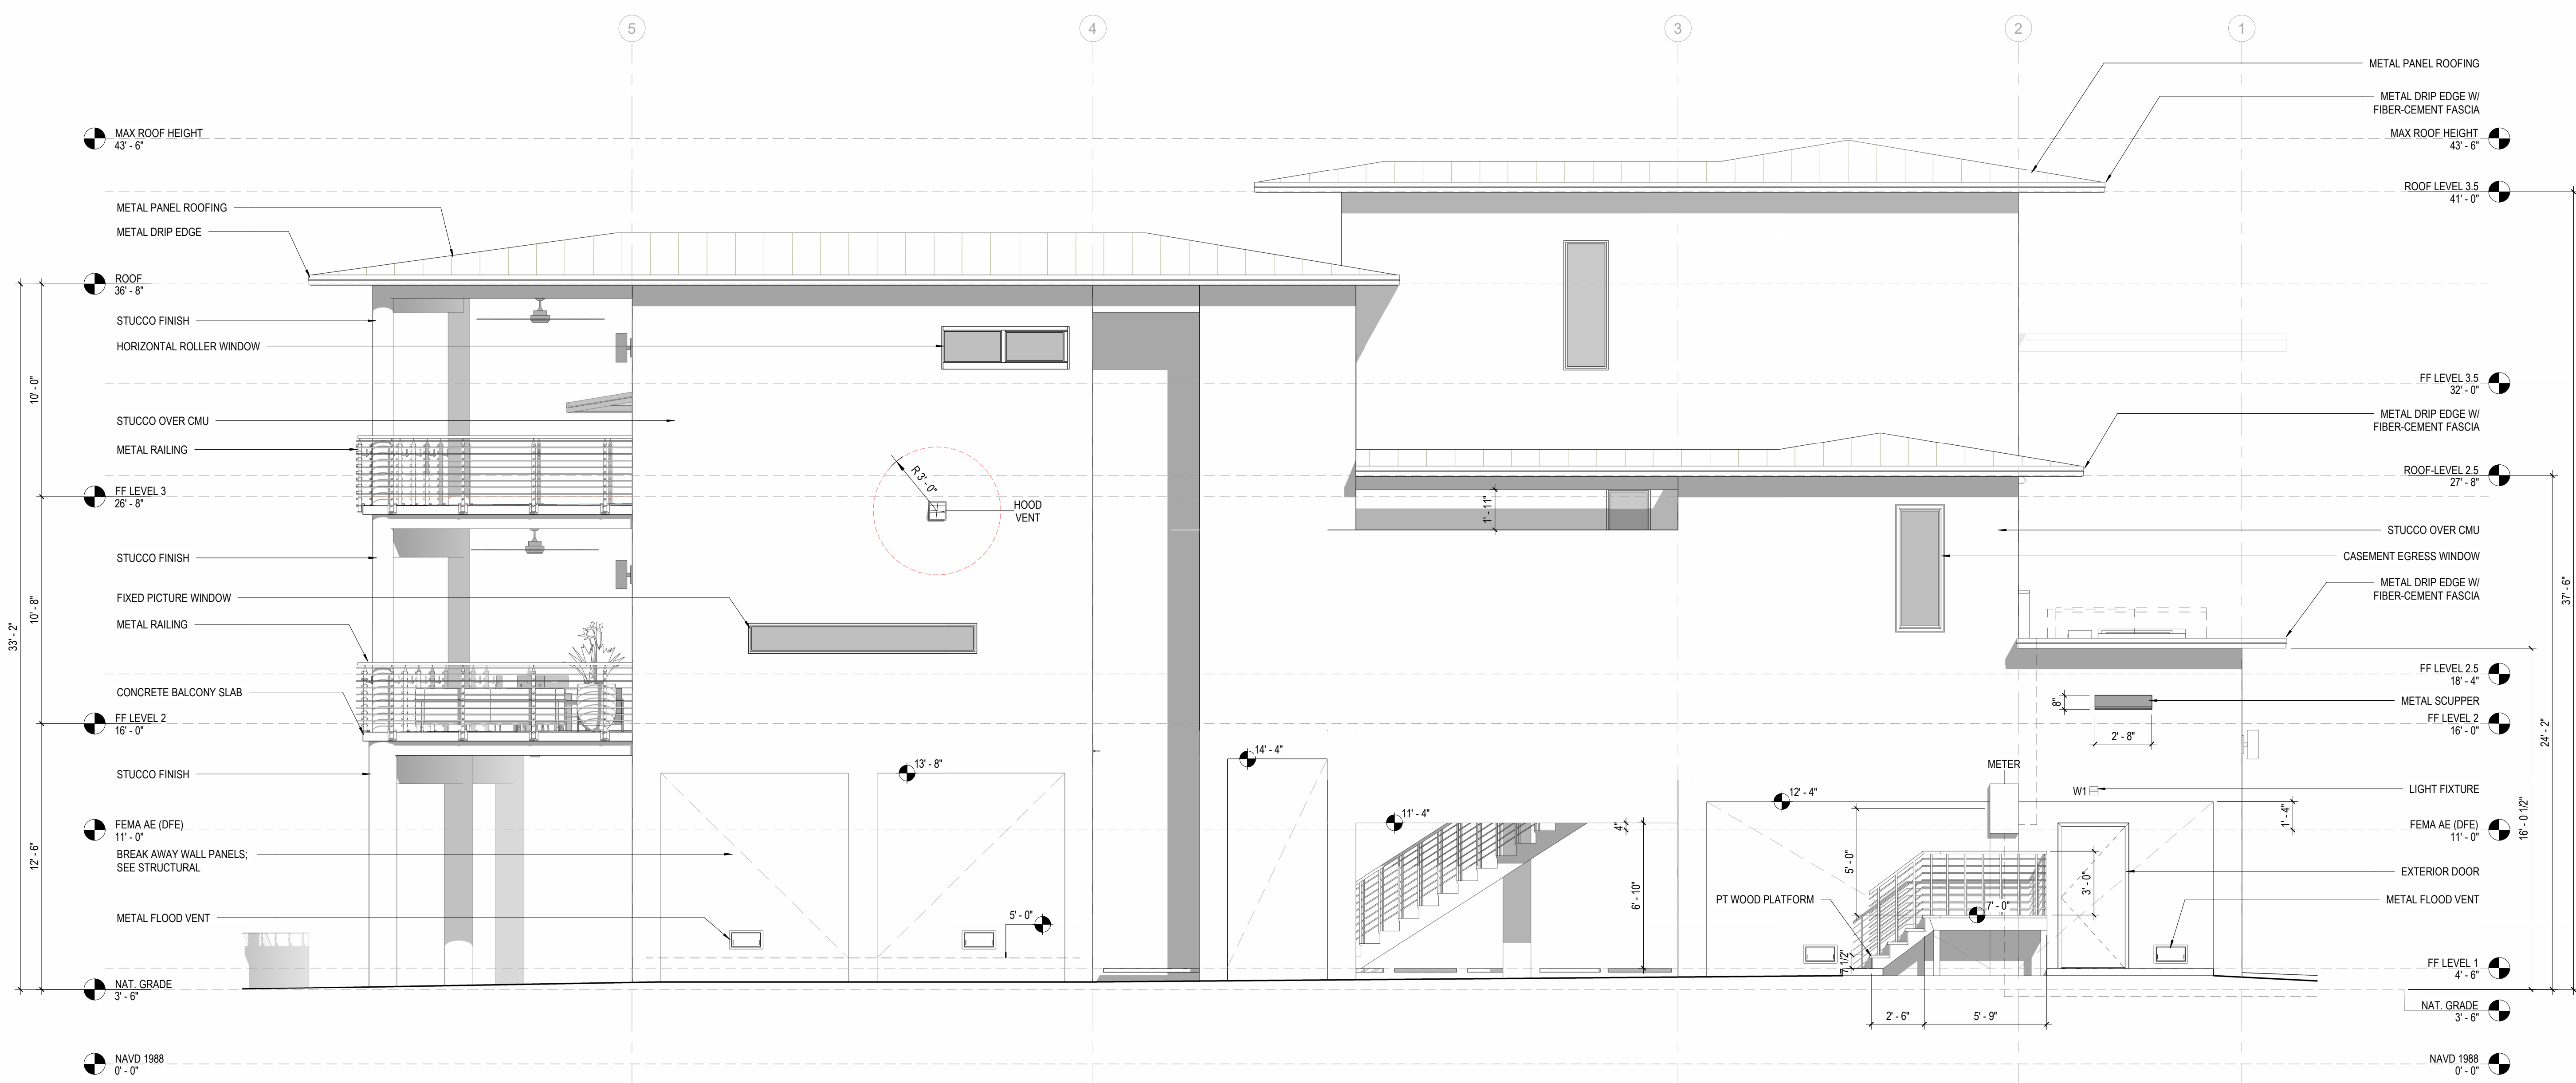 5
4
3
2
1
METAL PANEL ROOFING
METAL DRIP EDGE W/
FIBER-CEMENT FASCIA
MAX ROOF HEIGHT
43' - 6"
MAX ROOF HEIGHT
43' - 6"
ROOF LEVEL 3.5
41' - 0"
METAL PANEL ROOFING
METAL DRIP EDGE
ROOF
36' - 8"
STUCCO FINISH
HORIZONTAL ROLLER WINDOW
10' - 0"
FF LEVEL 3.5
32' - 0"
STUCCO OVER CMU
METAL RAILING
METAL DRIP EDGE W/
FIBER-CEMENT FASCIA
R 3' - 0"
HOOD
VENT
ROOF-LEVEL 2.5
27' - 8"
FF LEVEL 3
26' - 8"
1' - 11"
STUCCO OVER CMU
STUCCO FINISH
CASEMENT EGRESS WINDOW
FIXED PICTURE WINDOW
METAL DRIP EDGE W/
FIBER-CEMENT FASCIA
37' - 6"
10' - 8"
METAL RAILING
33' - 2"
FF LEVEL 2.5
18' - 4"
CONCRETE BALCONY SLAB
8"
METAL SCUPPER
FF LEVEL 2
16' - 0"
FF LEVEL 2
16' - 0"
2' - 8"
24' - 2"
STUCCO FINISH
13' - 8"
14' - 4"
METER
W1
LIGHT FIXTURE
12' - 4"
1' - 4"
16' - 0 1/2"
FEMA AE (DFE)
11' - 0"
11' - 4"
4"
FEMA AE (DFE)
11' - 0"
BREAK AWAY WALL PANELS;
SEE STRUCTURAL
12' - 6"
5' - 0"
3' - 0"
EXTERIOR DOOR
6' - 10"
PT WOOD PLATFORM
METAL FLOOD VENT
METAL FLOOD VENT
5' - 0"
7' - 0"
7 1/2"
FF LEVEL 1
4' - 6"
NAT. GRADE
3' - 6"
2' - 6"
5' - 9"
NAT. GRADE
3' - 6"
NAVD 1988
0' - 0"
NAVD 1988
0' - 0"